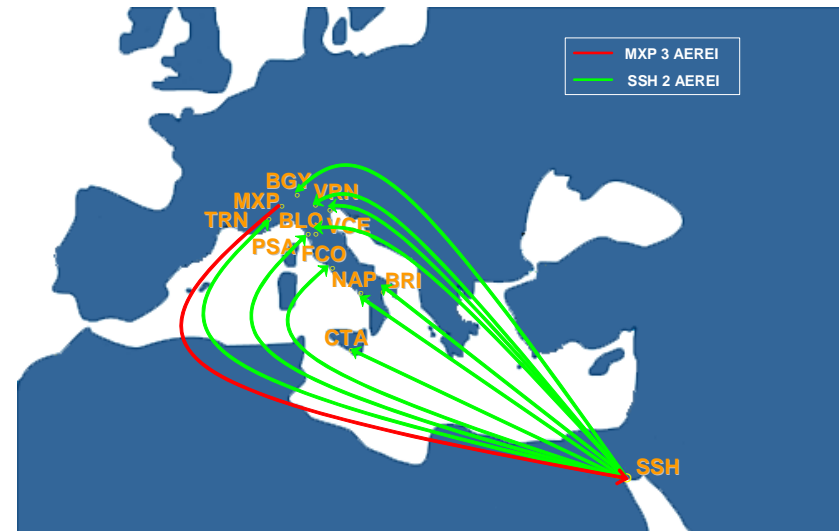 MXP 3 AEREI
SSH 2 AEREI
BGY
MXP
VRN
TRN
BLQ
VCE
PSA
FCO
NAP
BRI
CTA
SSH